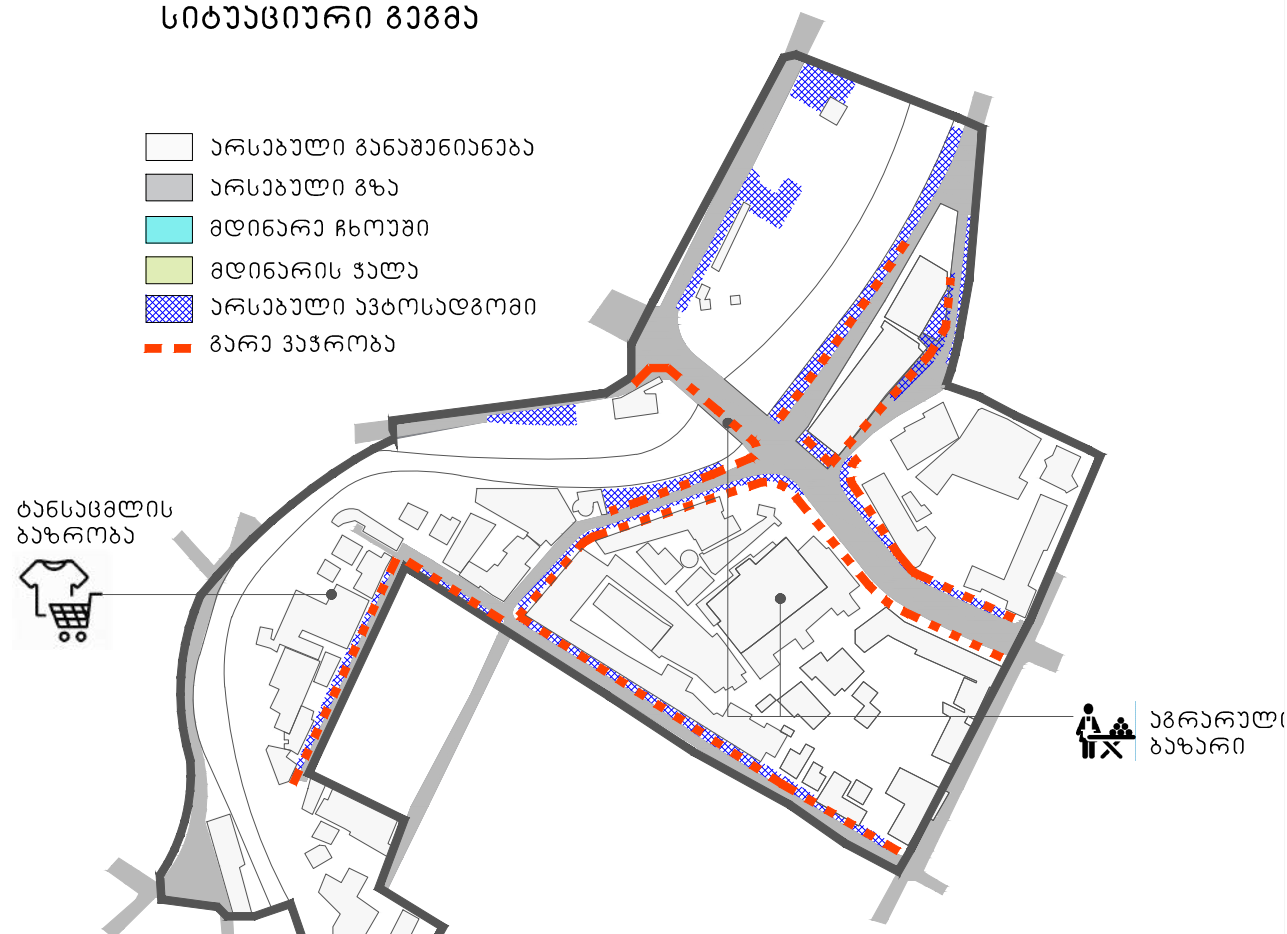 სიტუაციური გეგმა
არსებული განაშენიანება
არსებული გზა
მდინარე ჩხოუში
მდინარის ჭალა
არსებული ავტოსადგომი
გარე ვაჭრობა
ტანსაცმლის
ბაზრობა
აგრარული
ბაზარი